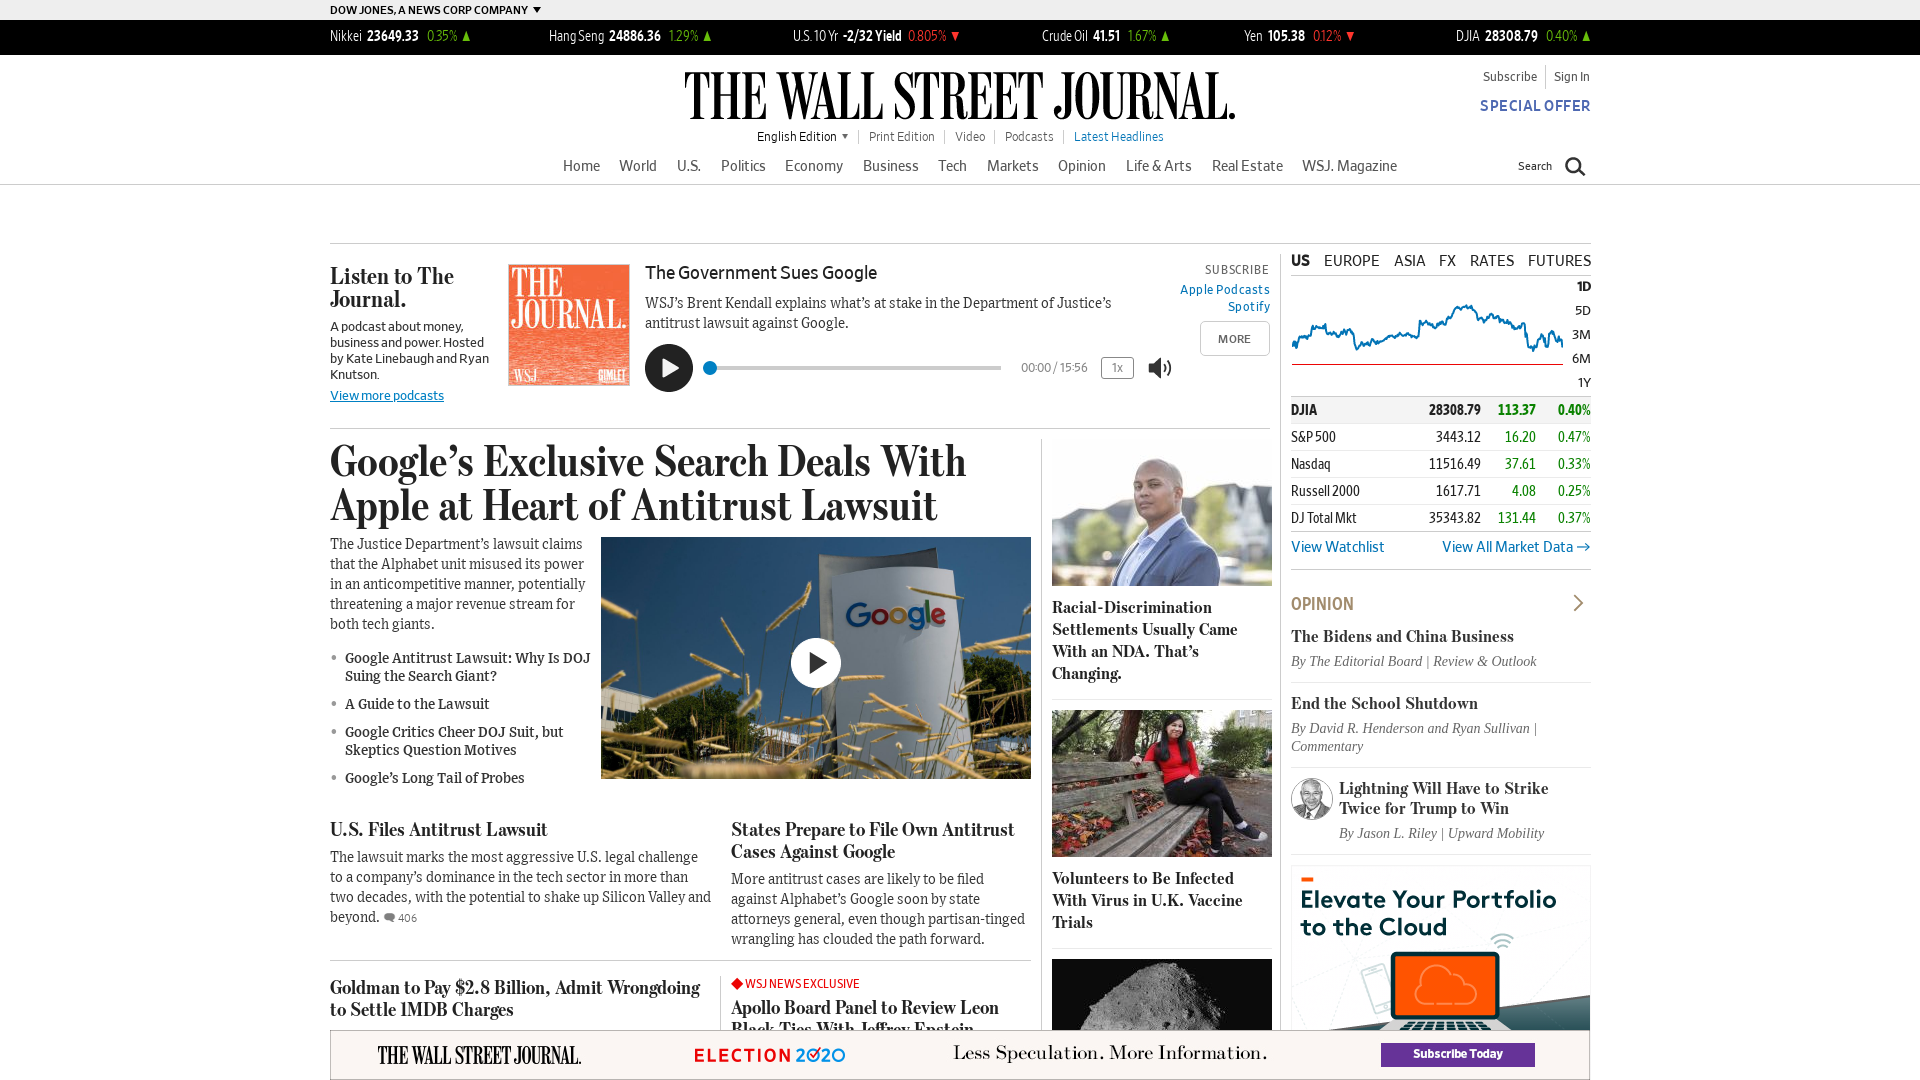 DOW JONES, A NEWS CORP COMPANY
Nikkei 23649.33 0.35% Hang Seng 24886.36 1.29% U.S. 10 Yr -2/32 Yield 0.805% Crude Oil 41.51 1.67% Yen 105.38 0.12% DJIA 28308.79 0.40%
THE WALL STREET JOURNAL.
Subscribe Sign In
SPECIAL OFFER
English Edition Print Edition Video Podcasts Latest Headlines
Home World U.S. Politics Economy Business Tech Markets Opinion Life & Arts Real Estate WSJ. Magazine
Search
Listen to The
Journal.
A podcast about money,
business and power. Hosted
by Kate Linebaugh and Ryan
Knutson.
View more podcasts
THE
JOURNAL.
WSJ GIMLET
The Government Sues Google
WSJ’s Brent Kendall explains what’s at stake in the Department of Justice’s
antitrust lawsuit against Google.
00:00 / 15:56 1x
SUBSCRIBE
Apple Podcasts
Spotify
MORE
US EUROPE ASIA FX RATES FUTURES
1D
5D
3M
6M
1Y
DJIA 28308.79 113.37 0.40%
S&P 500 3443.12 16.20 0.47%
Nasdaq 11516.49 37.61 0.33%
Russell 2000 1617.71 4.08 0.25%
DJ Total Mkt 35343.82 131.44 0.37%
View Watchlist View All Market Data
Google’s Exclusive Search Deals With
Apple at Heart of Antitrust Lawsuit
The Justice Department’s lawsuit claims
that the Alphabet unit misused its power
in an anticompetitive manner, potentially
threatening a major revenue stream for
both tech giants.
• Google Antitrust Lawsuit: Why Is DOJ
Suing the Search Giant?
• A Guide to the Lawsuit
• Google Critics Cheer DOJ Suit, but
Skeptics Question Motives
• Google’s Long Tail of Probes
Google
U.S. Files Antitrust Lawsuit
The lawsuit marks the most aggressive U.S. legal challenge
to a company’s dominance in the tech sector in more than
two decades, with the potential to shake up Silicon Valley and
beyond. 406
States Prepare to File Own Antitrust
Cases Against Google
More antitrust cases are likely to be filed
against Alphabet’s Google soon by state
attorneys general, even though partisan-tinged
wrangling has clouded the path forward.
Goldman to Pay $2.8 Billion, Admit Wrongdoing
to Settle 1MDB Charges
WSJ NEWS EXCLUSIVE
Apollo Board Panel to Review Leon
Black Ties With Jeffrey Epstein
Racial-Discrimination
Settlements Usually Came
With an NDA. That’s
Changing.
Volunteers to Be Infected
With Virus in U.K. Vaccine
Trials
OPINION
The Bidens and China Business
By The Editorial Board | Review & Outlook
End the School Shutdown
By David R. Henderson and Ryan Sullivan |
Commentary
Lightning Will Have to Strike
Twice for Trump to Win
By Jason L. Riley | Upward Mobility
Elevate Your Portfolio
to the Cloud
THE WALL STREET JOURNAL. ELECTION 2020 Less Speculation. More Information. Subscribe Today